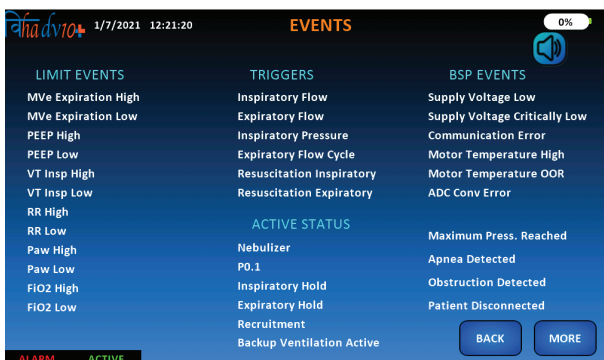 विhā dv10+ 1/7/2021 12:21:20
EVENTS
0%
LIMIT EVENTS
MVe Expiration High
MVe Expiration Low
PEEP High
PEEP Low
VT Insp High
VT Insp Low
RR High
RR Low
Paw High
Paw Low
FiO2 High
FiO2 Low
TRIGGERS
Inspiratory Flow
Expiratory Flow
Inspiratory Pressure
Expiratory Flow Cycle
Resuscitation Inspiratory
Resuscitation Expiratory
ACTIVE STATUS
Nebulizer
P0.1
Inspiratory Hold
Expiratory Hold
Recruitment
Backup Ventilation Active
BSP EVENTS
Supply Voltage Low
Supply Voltage Critically Low
Communication Error
Motor Temperature High
Motor Temperature OOR
ADC Conv Error
Maximum Press. Reached
Apnea Detected
Obstruction Detected
Patient Disconnected
BACK MORE
ALARM ACTIVE